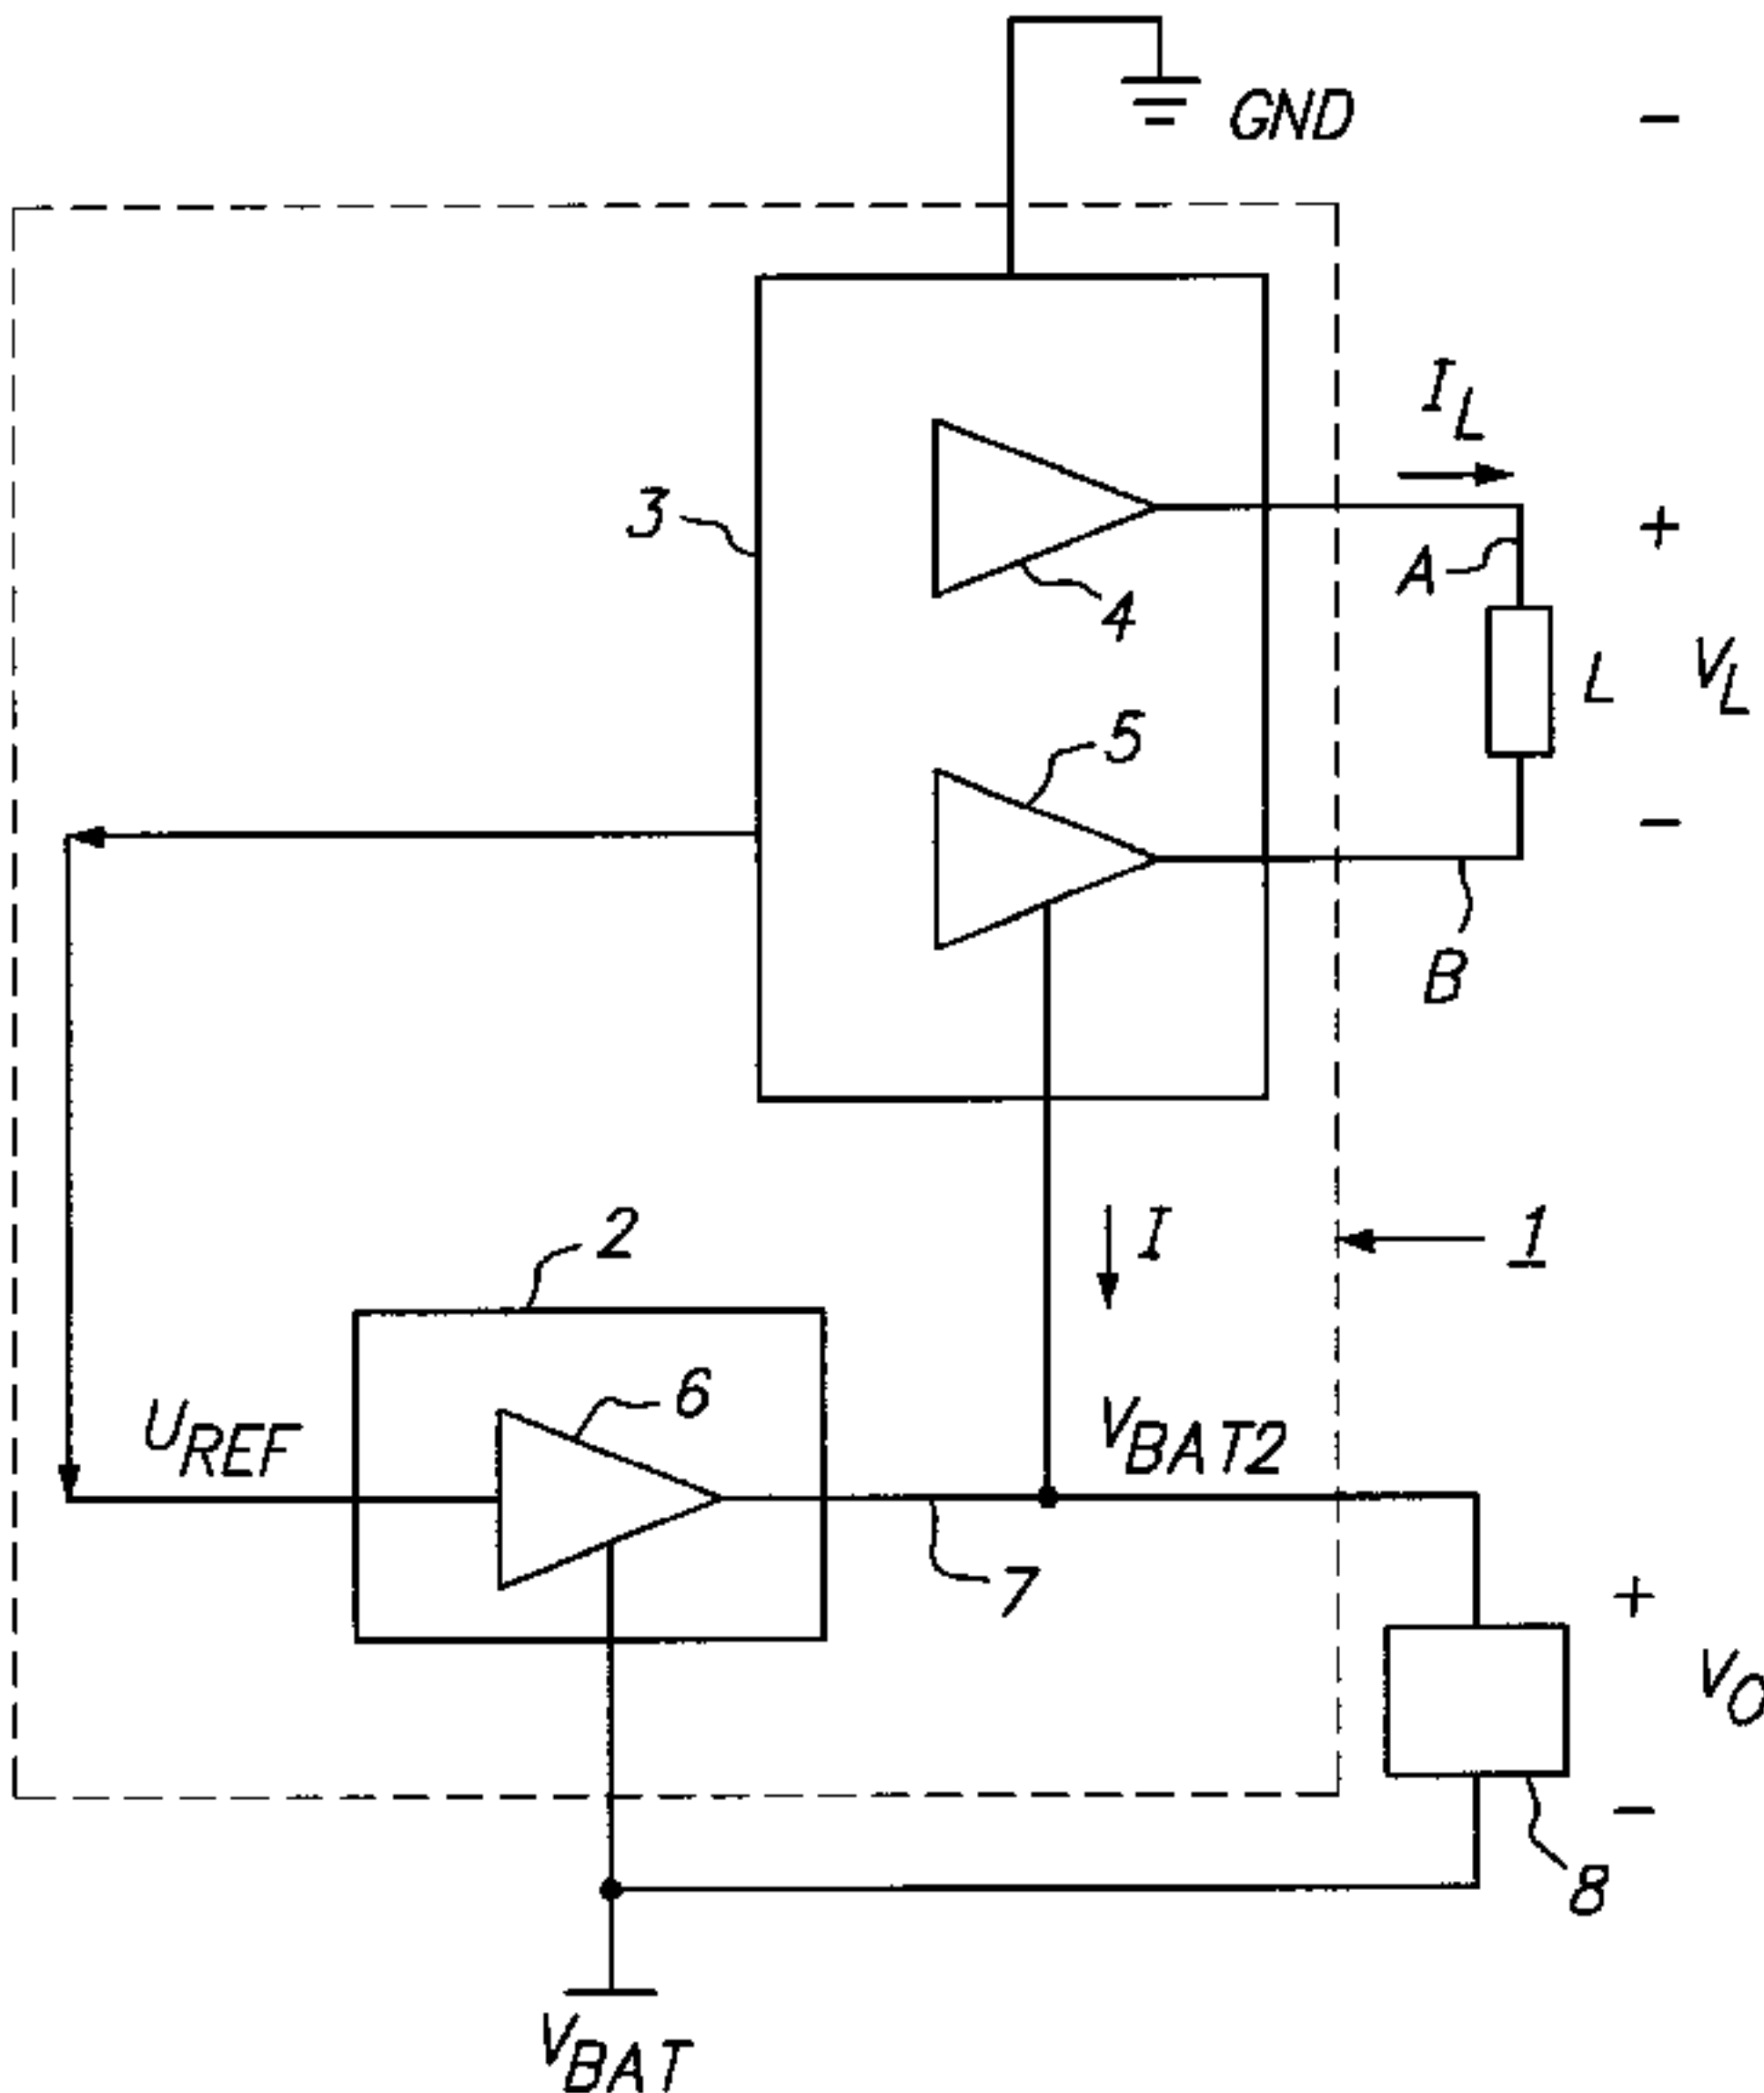 GND
−
I_L
3
+
A
4
L
V_L
5
−
B
2
I
1
6
U_REF
V_BAT2
7
+
V_O
−
8
V_BAT